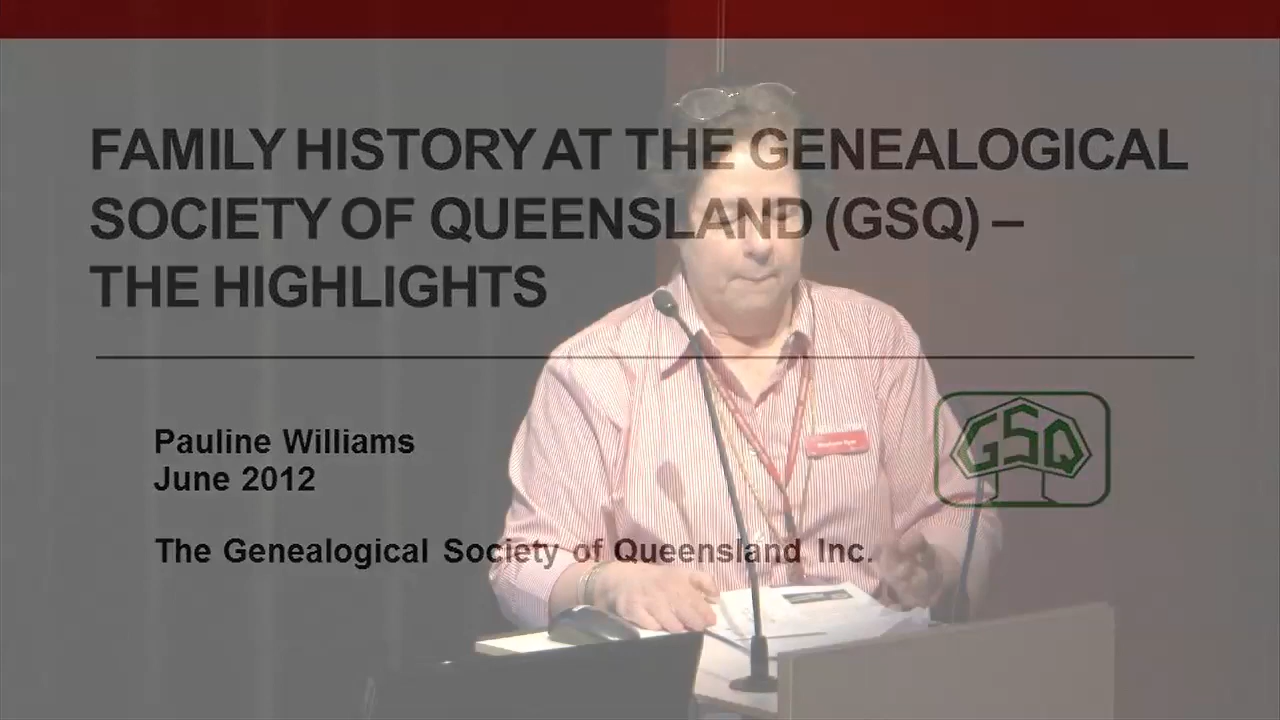 FAMILY HISTORY AT THE GENEALOGICAL
SOCIETY OF QUEENSLAND (GSQ) –
THE HIGHLIGHTS
GSQ
Pauline Williams
June 2012
The Genealogical Society of Queensland Inc.